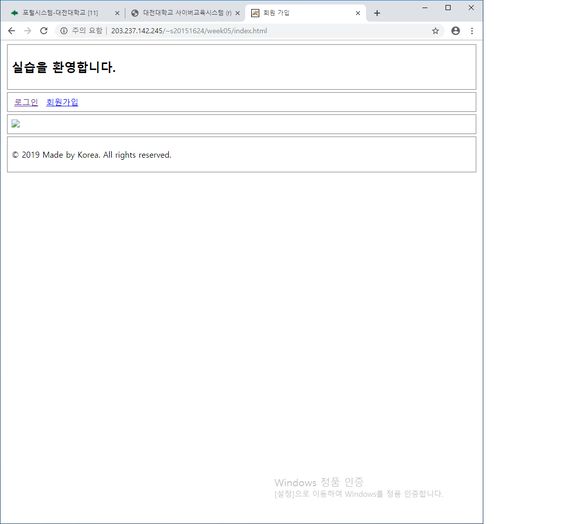 포털시스템-대전대학교 [11]
대전대학교 사이버교육시스템 (r)
회원 가입
주의 요함 | 203.237.142.245/~s20151624/week05/index.html
실습을 환영합니다.
로그인 회원가입
© 2019 Made by Korea. All rights reserved.
Windows 정품 인증
[설정]으로 이동하여 Windows를 정품 인증합니다.